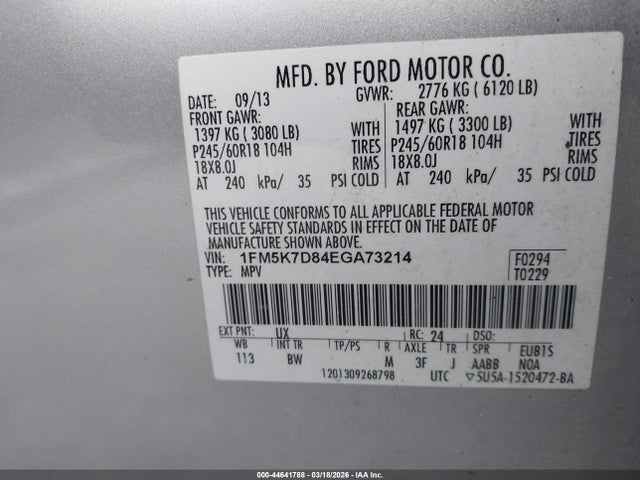 MFD. BY FORD MOTOR CO.
DATE: 09/13 GVWR: 2776 KG ( 6120 LB)
FRONT GAWR: REAR GAWR:
1397 KG ( 3080 LB) WITH 1497 KG ( 3300 LB) WITH
P245/60R18 104H TIRES P245/60R18 104H TIRES
18X8.0J RIMS 18X8.0J RIMS
AT 240 kPa/ 35 PSI COLD AT 240 kPa/ 35 PSI COLD
THIS VEHICLE CONFORMS TO ALL APPLICABLE FEDERAL MOTOR
VEHICLE SAFETY STANDARDS IN EFFECT ON THE DATE OF
MANUFACTURE SHOWN ABOVE.
VIN: 1FM5K7D84EGA73214 F0294
TYPE: MPV T0229
EXT PNT: UX RC: 24 DSO:
WB INT TR TP/PS R AXLE TR SPR EUB1S
113 BW M 3F J AABB NOA
1201309268798 UTC ▽5U5A-1520472-BA
000-44641788 - 03/18/2026 - IAA Inc.